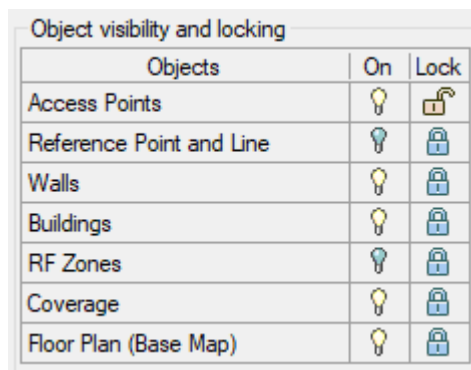 Object visibility and locking
Objects On Lock
Access Points
Reference Point and Line
Walls
Buildings
RF Zones
Coverage
Floor Plan (Base Map)